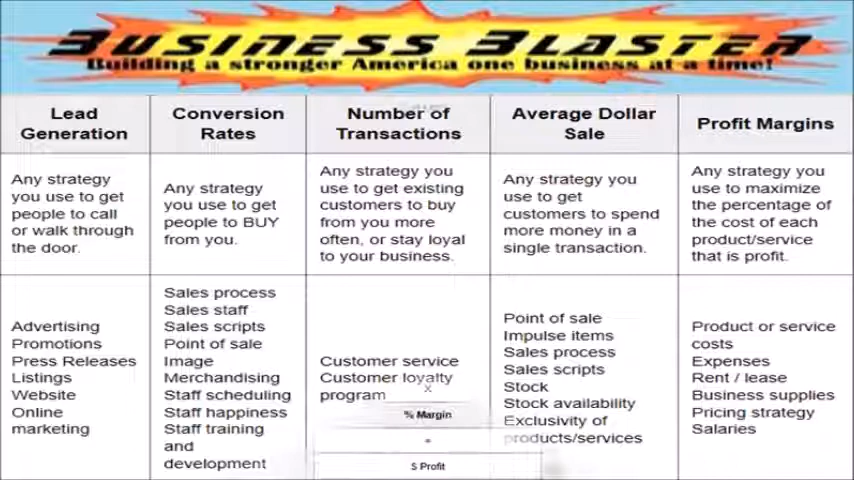 Business Blaster
Building a stronger America one business at a time!
Lead
Generation
Conversion
Rates
Number of
Transactions
Average Dollar
Sale
Profit Margins
Any strategy
you use to get
people to call
or walk through
the door.
Any strategy
you use to get
people to BUY
from you.
Any strategy you
use to get existing
customers to buy
from you more
often, or stay loyal
to your business.
Any strategy you
use to get
customers to spend
more money in a
single transaction.
Any strategy you
use to maximize
the percentage of
the cost of each
product/service
that is profit.
Advertising
Promotions
Press Releases
Listings
Website
Online
marketing
Sales process
Sales staff
Sales scripts
Point of sale
Image
Merchandising
Staff scheduling
Staff happiness
Staff training
and
development
Customer service
Customer loyalty
program
Point of sale
Impulse items
Sales process
Sales scripts
Stock
Stock availability
Exclusivity of
products/services
Product or service
costs
Expenses
Rent / lease
Business supplies
Pricing strategy
Salaries
x
% Margin
=
$ Profit